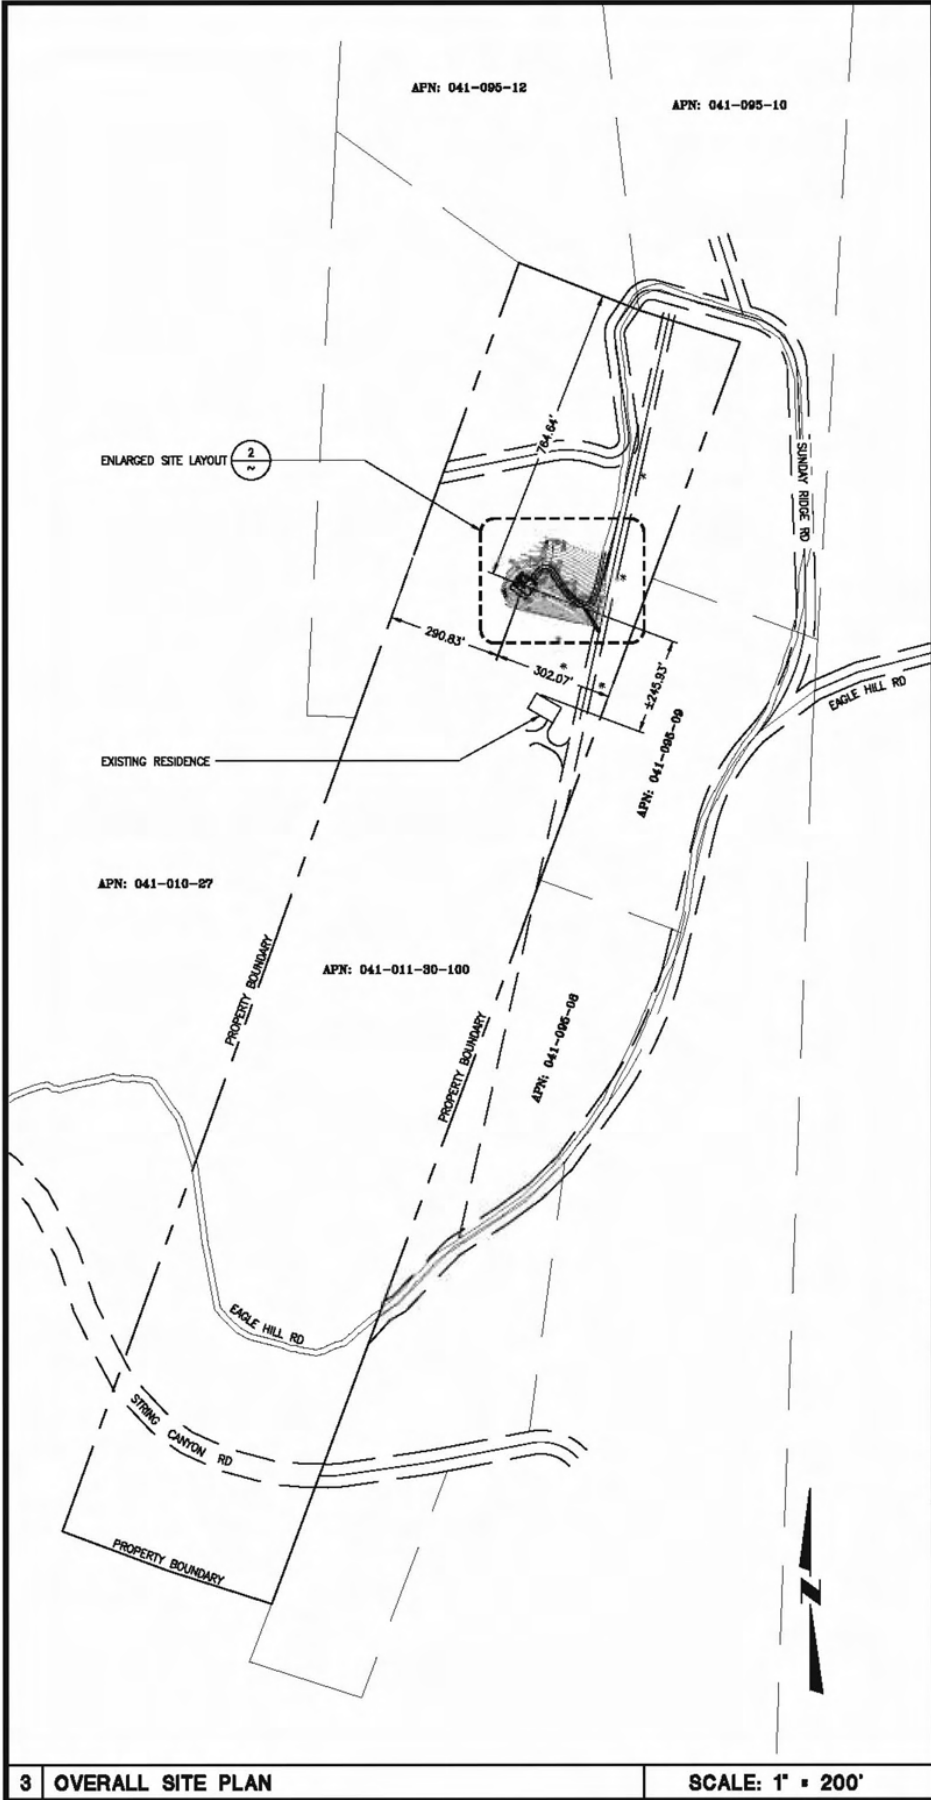 APN: 041-095-12
APN: 041-095-10
764.64'
ENLARGED SITE LAYOUT
2
~
SUNDAY RIDGE RD
290.83'
302.07'
±245.93'
EAGLE HILL RD
EXISTING RESIDENCE
APN: 041-095-09
APN: 041-010-27
PROPERTY BOUNDARY
APN: 041-011-30-100
PROPERTY BOUNDARY
APN: 041-095-08
EAGLE HILL RD
STRING CANYON RD
PROPERTY BOUNDARY
N
3 OVERALL SITE PLAN
SCALE: 1" = 200'